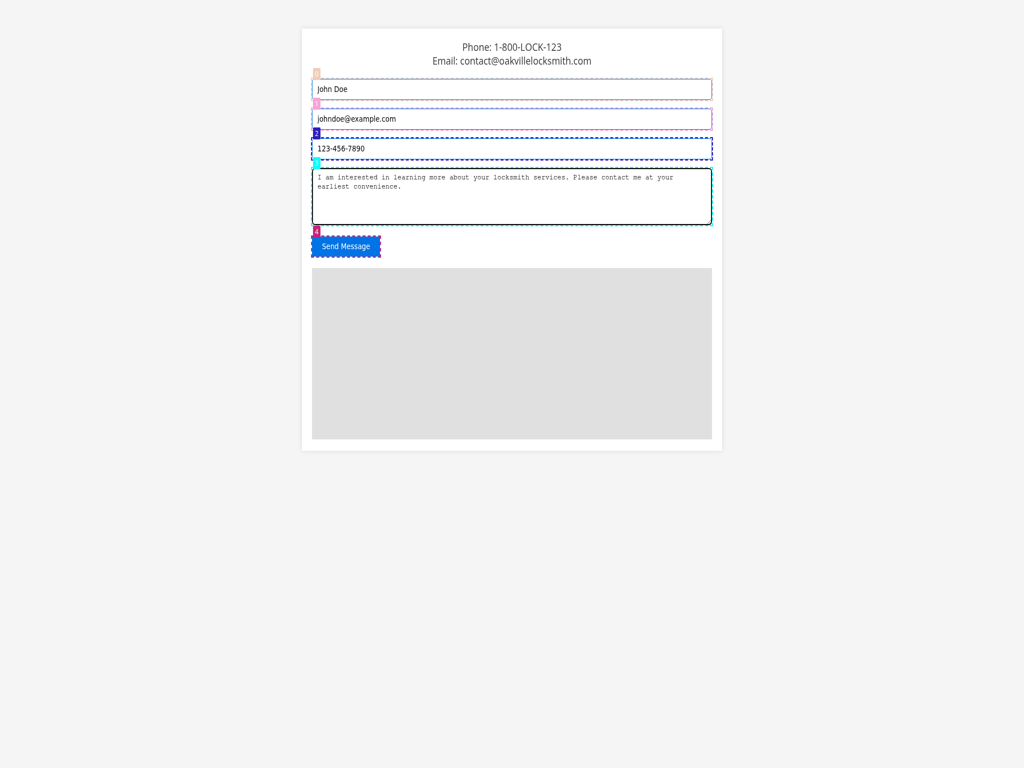 Phone: 1-800-LOCK-123
Email: contact@oakvillelocksmith.com
0
John Doe
1
johndoe@example.com
2
123-456-7890
3
I am interested in learning more about your locksmith services. Please contact me at your
earliest convenience.
4
Send Message